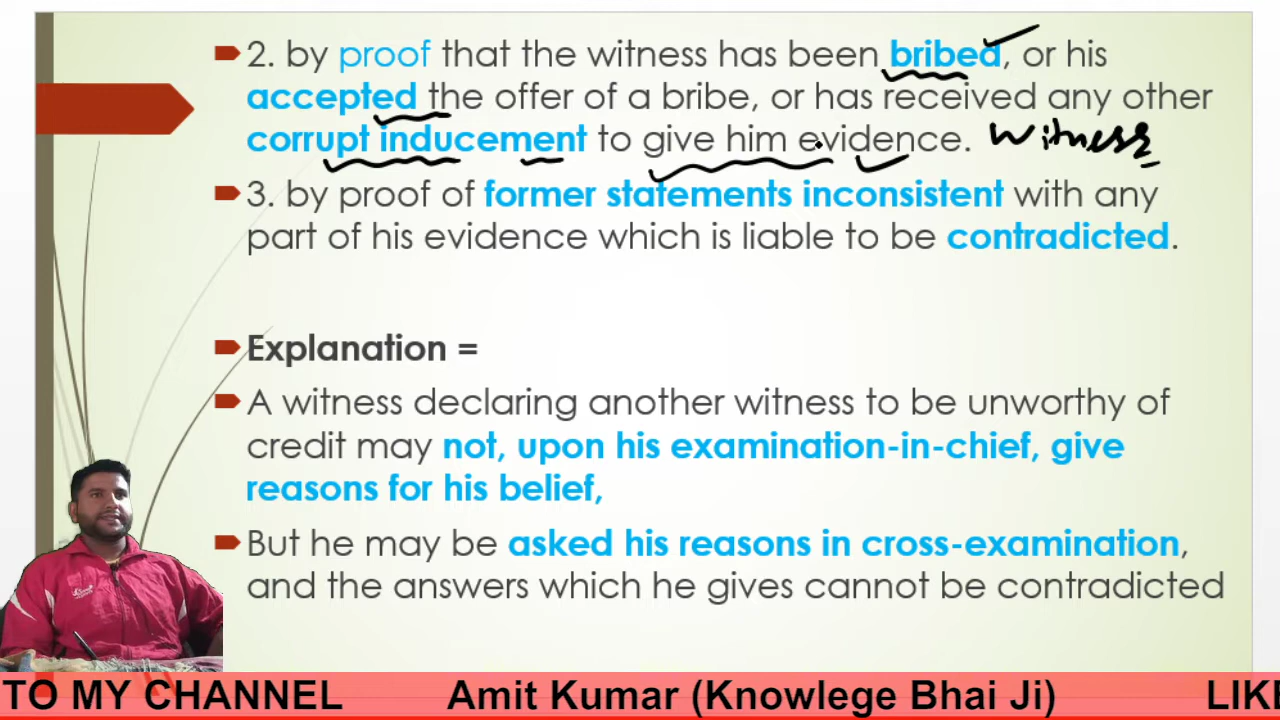 2. by proof that the witness has been bribed, or his
accepted the offer of a bribe, or has received any other
corrupt inducement to give him evidence. Witness
3. by proof of former statements inconsistent with any
part of his evidence which is liable to be contradicted.
Explanation =
A witness declaring another witness to be unworthy of
credit may not, upon his examination-in-chief, give
reasons for his belief,
But he may be asked his reasons in cross-examination,
and the answers which he gives cannot be contradicted
TO MY CHANNEL Amit Kumar (Knowlege Bhai Ji) LIKE